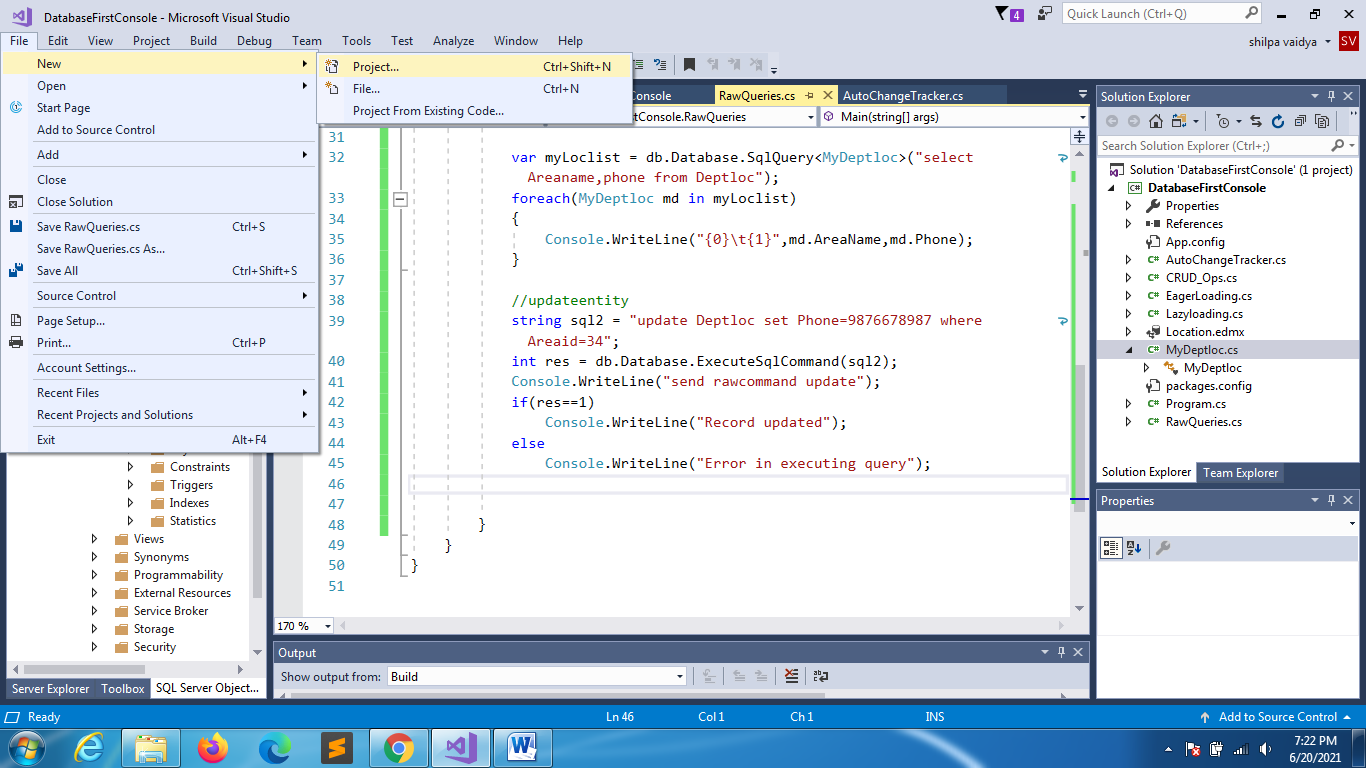 DatabaseFirstConsole - Microsoft Visual Studio
4
Quick Launch (Ctrl+Q)
File Edit View Project Build Debug Team Tools Test Analyze Window Help
shilpa vaidya SV
New
Open
Start Page
Add to Source Control
Add
Close
Close Solution
Save RawQueries.cs Ctrl+S
Save RawQueries.cs As...
Save All Ctrl+Shift+S
Source Control
Page Setup...
Print... Ctrl+P
Account Settings...
Recent Files
Recent Projects and Solutions
Exit Alt+F4
Project... Ctrl+Shift+N
File... Ctrl+N
Project From Existing Code...
Console RawQueries.cs AutoChangeTracker.cs
tConsole.RawQueries Main(string[] args)
31
32 var myLoclist = db.Database.SqlQuery<MyDeptloc>("select
Areaname,phone from Deptloc");
33 foreach(MyDeptloc md in myLoclist)
34 {
35 Console.WriteLine("{0}\t{1}",md.AreaName,md.Phone);
36 }
37
38 //updateentity
39 string sql2 = "update Deptloc set Phone=9876678987 where
Areaid=34";
40 int res = db.Database.ExecuteSqlCommand(sql2);
41 Console.WriteLine("send rawcommand update");
42 if(res==1)
43 Console.WriteLine("Record updated");
44 else
45 Console.WriteLine("Error in executing query");
46
47
48 }
49 }
50 }
51
170 %
Constraints
Triggers
Indexes
Statistics
Views
Synonyms
Programmability
External Resources
Service Broker
Storage
Security
Server Explorer Toolbox SQL Server Object...
Output
Show output from: Build
Solution Explorer
Search Solution Explorer (Ctrl+;)
Solution 'DatabaseFirstConsole' (1 project)
DatabaseFirstConsole
Properties
References
App.config
AutoChangeTracker.cs
CRUD_Ops.cs
EagerLoading.cs
Lazyloading.cs
Location.edmx
MyDeptloc.cs
MyDeptloc
packages.config
Program.cs
RawQueries.cs
Solution Explorer Team Explorer
Properties
Ready Ln 46 Col 1 Ch 1 INS Add to Source Control
7:22 PM
6/20/2021